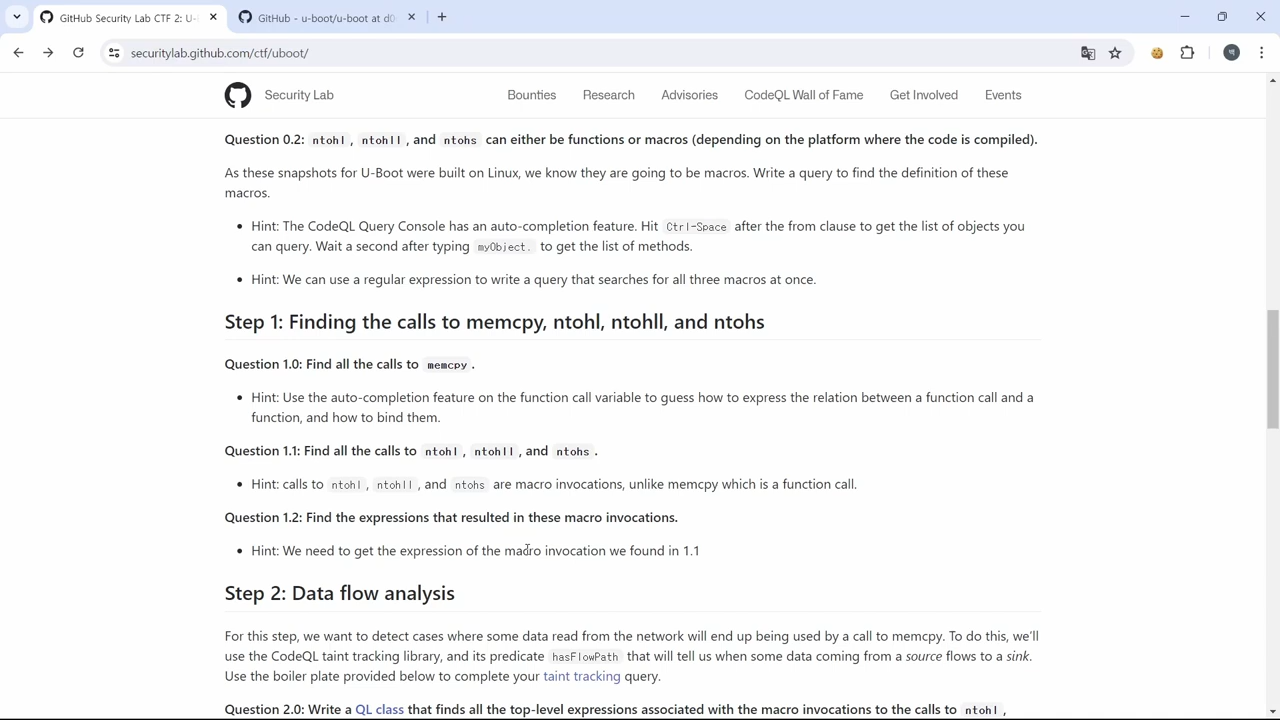 GitHub Security Lab CTF 2: U-
GitHub - u-boot/u-boot at d0
securitylab.github.com/ctf/uboot/
Security Lab
Bounties
Research
Advisories
CodeQL Wall of Fame
Get Involved
Events
Question 0.2: ntohl, ntohll, and ntohs can either be functions or macros (depending on the platform where the code is compiled).
As these snapshots for U-Boot were built on Linux, we know they are going to be macros. Write a query to find the definition of these
macros.
Hint: The CodeQL Query Console has an auto-completion feature. Hit Ctrl-Space after the from clause to get the list of objects you
can query. Wait a second after typing myObject. to get the list of methods.
Hint: We can use a regular expression to write a query that searches for all three macros at once.
Step 1: Finding the calls to memcpy, ntohl, ntohll, and ntohs
Question 1.0: Find all the calls to memcpy.
Hint: Use the auto-completion feature on the function call variable to guess how to express the relation between a function call and a
function, and how to bind them.
Question 1.1: Find all the calls to ntohl, ntohll, and ntohs.
Hint: calls to ntohl, ntohll, and ntohs are macro invocations, unlike memcpy which is a function call.
Question 1.2: Find the expressions that resulted in these macro invocations.
Hint: We need to get the expression of the macro invocation we found in 1.1
Step 2: Data flow analysis
For this step, we want to detect cases where some data read from the network will end up being used by a call to memcpy. To do this, we'll
use the CodeQL taint tracking library, and its predicate hasFlowPath that will tell us when some data coming from a source flows to a sink.
Use the boiler plate provided below to complete your taint tracking query.
Question 2.0: Write a QL class that finds all the top-level expressions associated with the macro invocations to the calls to ntohl,